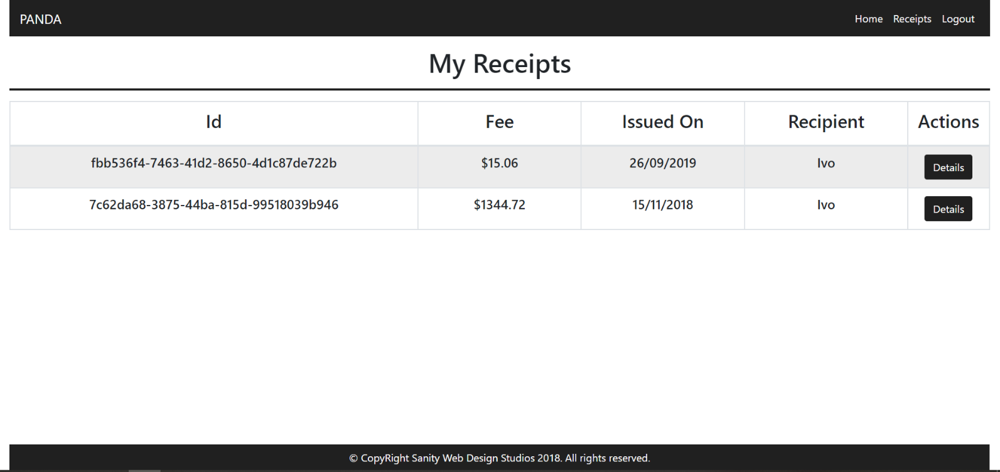 PANDA Home Receipts Logout
My Receipts
Id Fee Issued On Recipient Actions
fbb536f4-7463-41d2-8650-4d1c87de722b $15.06 26/09/2019 Ivo Details
7c62da68-3875-44ba-815d-99518039b946 $1344.72 15/11/2018 Ivo Details
© CopyRight Sanity Web Design Studios 2018. All rights reserved.